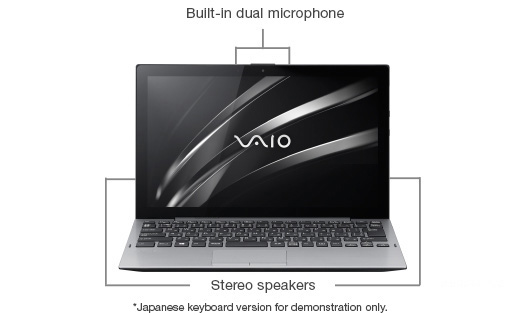 Built-in dual microphone
VAIO
Stereo speakers
*Japanese keyboard version for demonstration only.